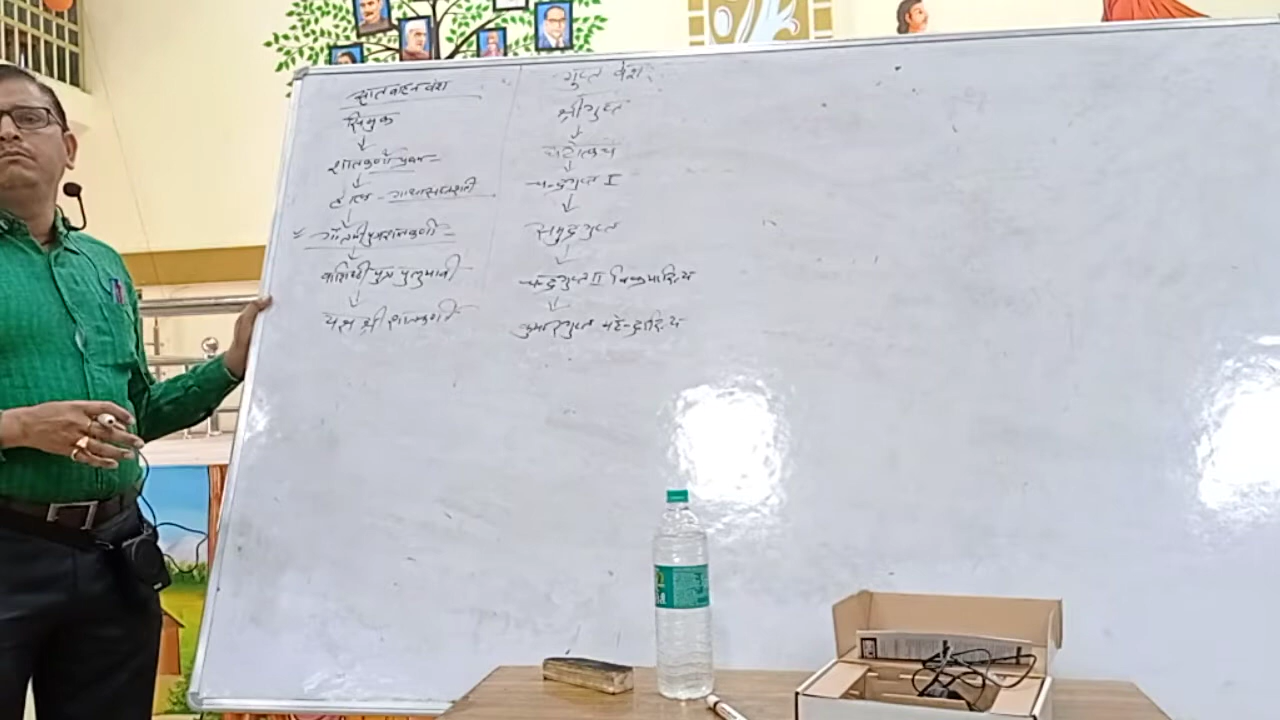 सातवाहन वंश
सिमुक
शातकर्णी प्रथम
हाल - गाथासप्तशती
गौतमीपुत्र शातकर्णी
वाशिष्ठी पुत्र पुलुमावी
यज्ञ श्री शातकर्णी
गुप्त वंश :
श्रीगुप्त
घटोत्कच
चन्द्रगुप्त I
समुद्रगुप्त
चन्द्रगुप्त II विक्रमादित्य
कुमारगुप्त महेन्द्रादित्य